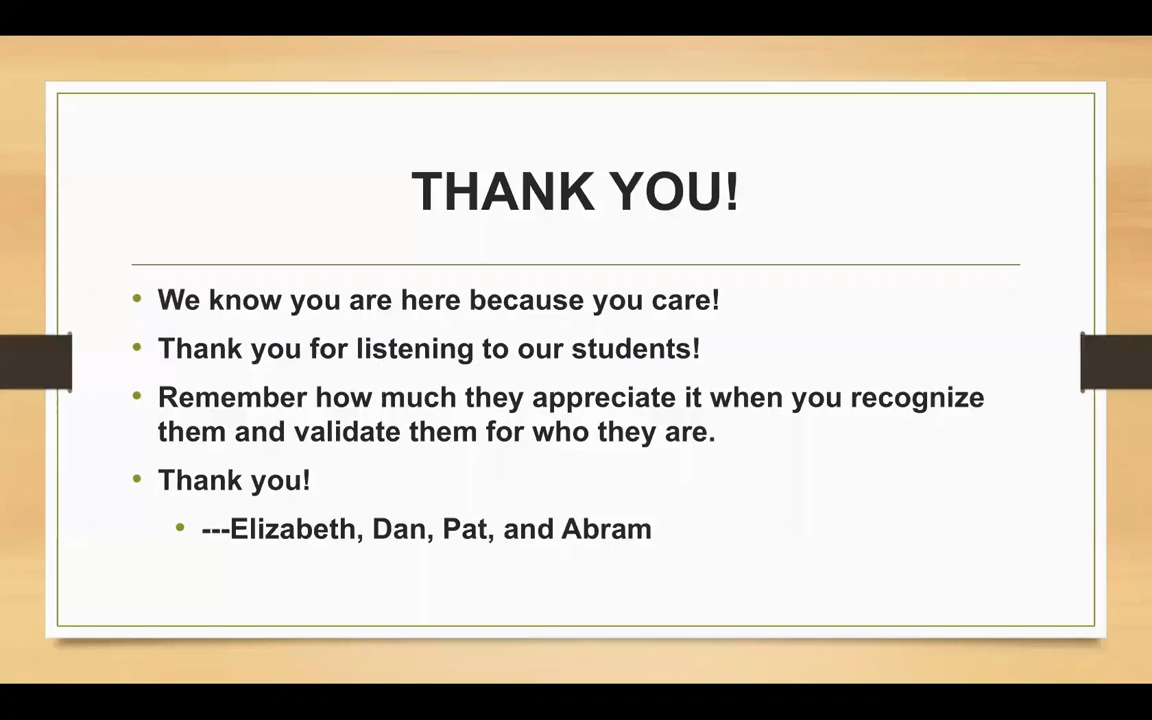 THANK YOU!
• We know you are here because you care!
• Thank you for listening to our students!
• Remember how much they appreciate it when you recognize
them and validate them for who they are.
• Thank you!
• ---Elizabeth, Dan, Pat, and Abram